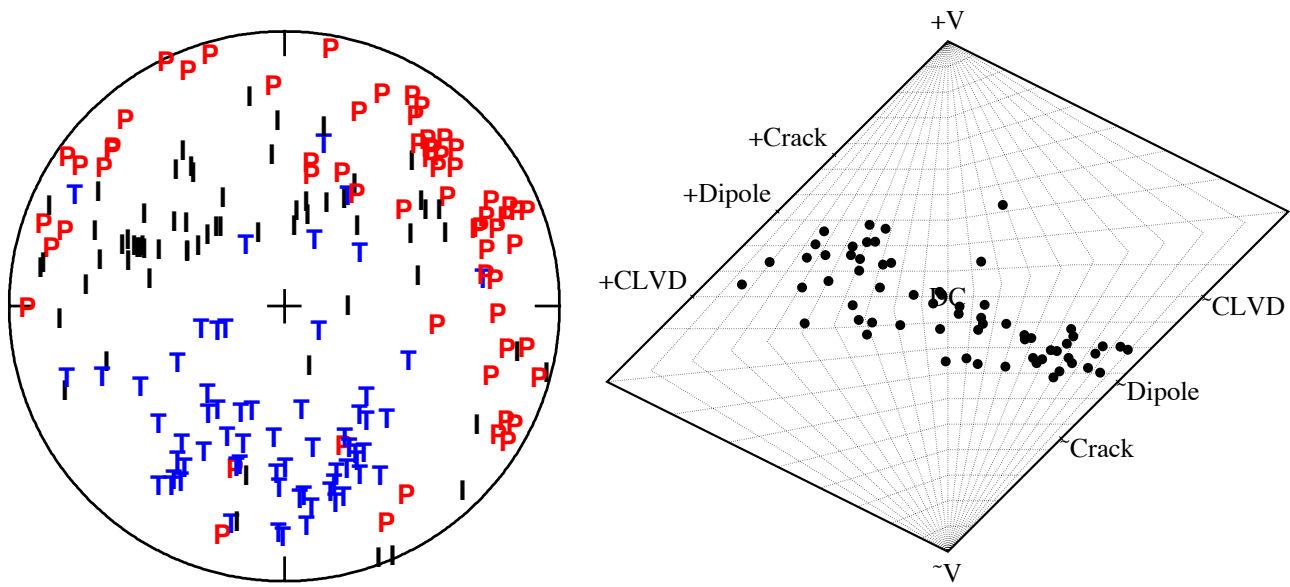 +V
+Crack
+Dipole
+CLVD
DC
~CLVD
~Dipole
~Crack
~V